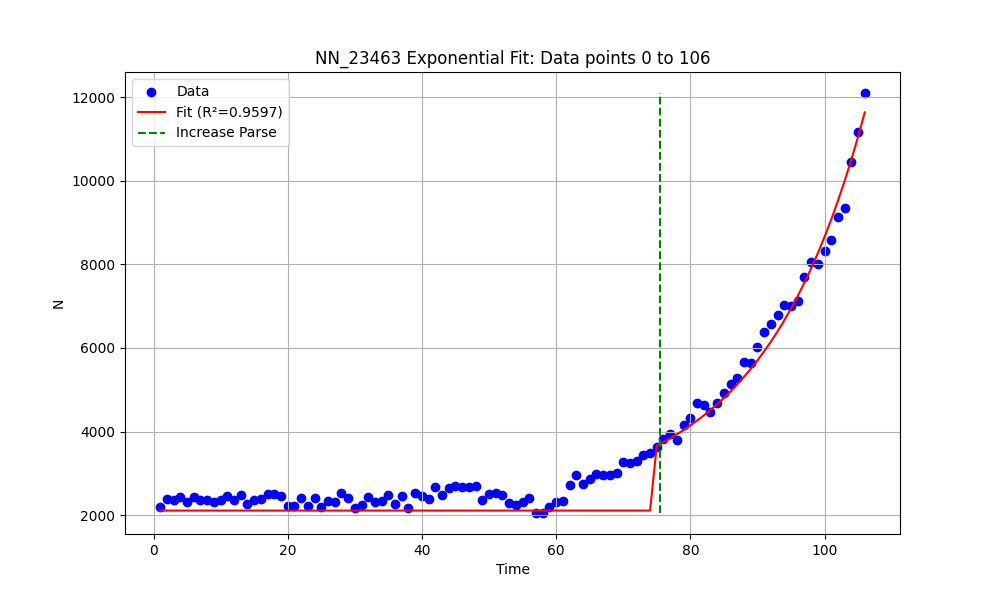 NN_23463 Exponential Fit: Data points 0 to 106
Data
Fit (R²=0.9597)
Increase Parse
12000
10000
8000
6000
4000
2000
N
0
20
40
60
80
100
Time